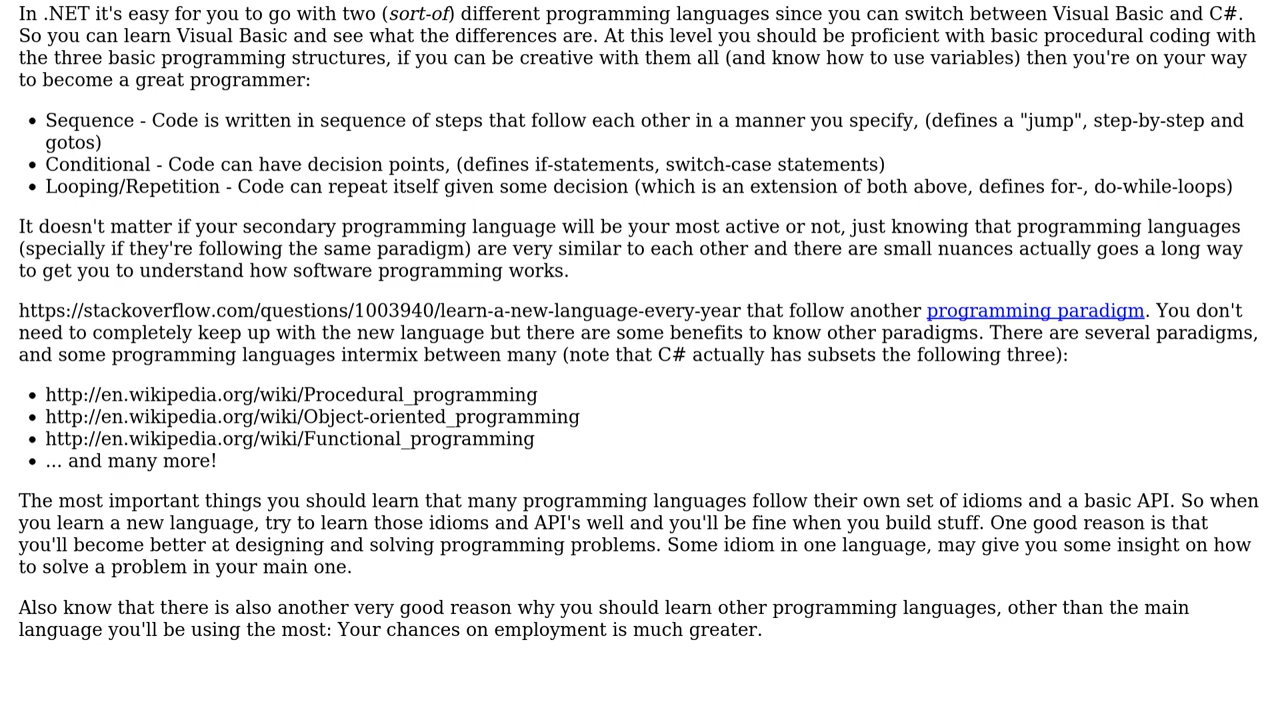 In .NET it's easy for you to go with two (sort-of) different programming languages since you can switch between Visual Basic and C#.
So you can learn Visual Basic and see what the differences are. At this level you should be proficient with basic procedural coding with
the three basic programming structures, if you can be creative with them all (and know how to use variables) then you're on your way
to become a great programmer:
• Sequence - Code is written in sequence of steps that follow each other in a manner you specify, (defines a "jump", step-by-step and
gotos)
• Conditional - Code can have decision points, (defines if-statements, switch-case statements)
• Looping/Repetition - Code can repeat itself given some decision (which is an extension of both above, defines for-, do-while-loops)
It doesn't matter if your secondary programming language will be your most active or not, just knowing that programming languages
(specially if they're following the same paradigm) are very similar to each other and there are small nuances actually goes a long way
to get you to understand how software programming works.
https://stackoverflow.com/questions/1003940/learn-a-new-language-every-year that follow another programming paradigm. You don't
need to completely keep up with the new language but there are some benefits to know other paradigms. There are several paradigms,
and some programming languages intermix between many (note that C# actually has subsets the following three):
• http://en.wikipedia.org/wiki/Procedural_programming
• http://en.wikipedia.org/wiki/Object-oriented_programming
• http://en.wikipedia.org/wiki/Functional_programming
• ... and many more!
The most important things you should learn that many programming languages follow their own set of idioms and a basic API. So when
you learn a new language, try to learn those idioms and API's well and you'll be fine when you build stuff. One good reason is that
you'll become better at designing and solving programming problems. Some idiom in one language, may give you some insight on how
to solve a problem in your main one.
Also know that there is also another very good reason why you should learn other programming languages, other than the main
language you'll be using the most: Your chances on employment is much greater.